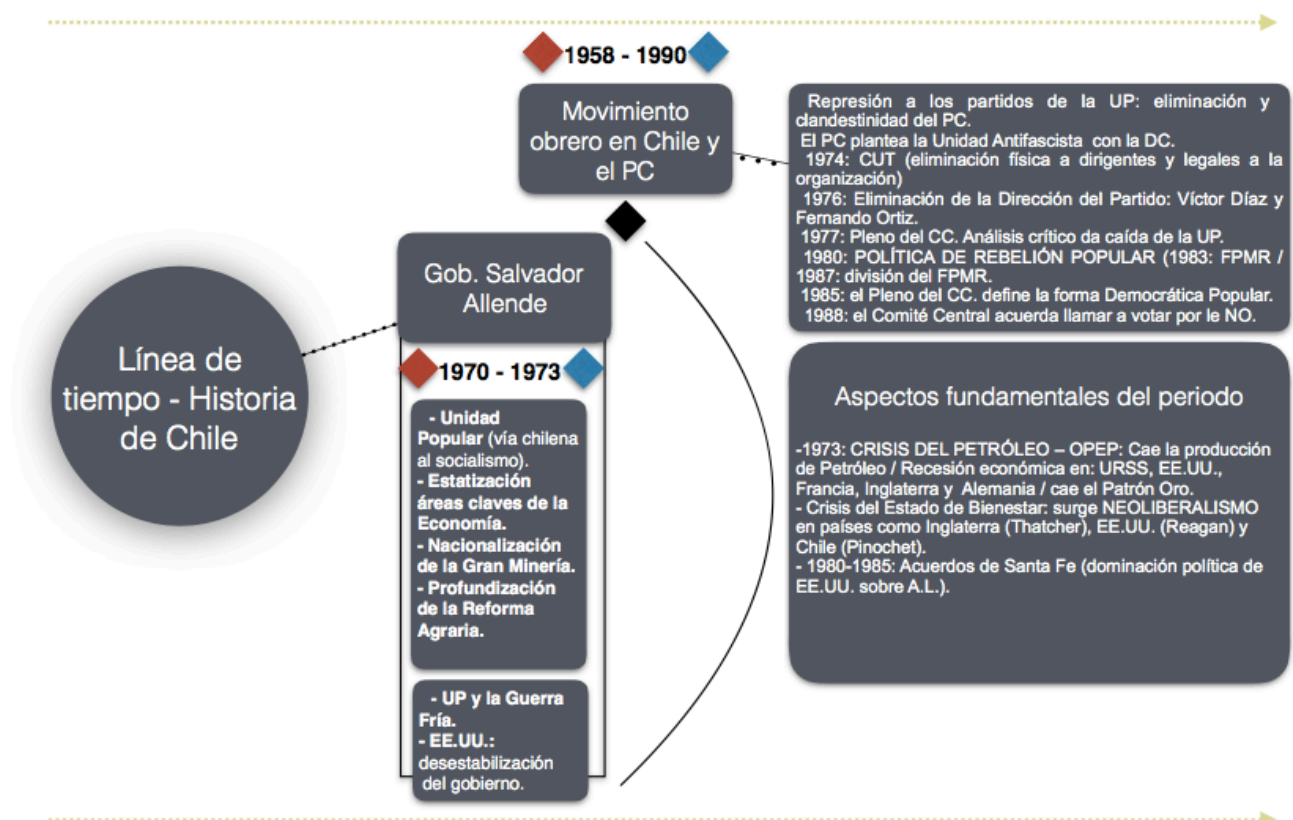 Línea de
tiempo - Historia
de Chile
Gob. Salvador
Allende
1970 - 1973
- Unidad
Popular (vía chilena
al socialismo).
- Estatización
áreas claves de la
Economía.
- Nacionalización
de la Gran Minería.
- Profundización
de la Reforma
Agraria.
- UP y la Guerra
Fría.
- EE.UU.:
desestabilización
del gobierno.
1958 - 1990
Movimiento
obrero en Chile y
el PC
Represión a los partidos de la UP: eliminación y
clandestinidad del PC.
El PC plantea la Unidad Antifascista con la DC.
1974: CUT (eliminación física a dirigentes y legales a la
organización)
1976: Eliminación de la Dirección del Partido: Víctor Díaz y
Fernando Ortiz.
1977: Pleno del CC. Análisis crítico da caída de la UP.
1980: POLÍTICA DE REBELIÓN POPULAR (1983: FPMR /
1987: división del FPMR.
1985: el Pleno del CC. define la forma Democrática Popular.
1988: el Comité Central acuerda llamar a votar por le NO.
Aspectos fundamentales del periodo
-1973: CRISIS DEL PETRÓLEO – OPEP: Cae la producción
de Petróleo / Recesión económica en: URSS, EE.UU.,
Francia, Inglaterra y Alemania / cae el Patrón Oro.
- Crisis del Estado de Bienestar: surge NEOLIBERALISMO
en países como Inglaterra (Thatcher), EE.UU. (Reagan) y
Chile (Pinochet).
- 1980-1985: Acuerdos de Santa Fe (dominación política de
EE.UU. sobre A.L.).